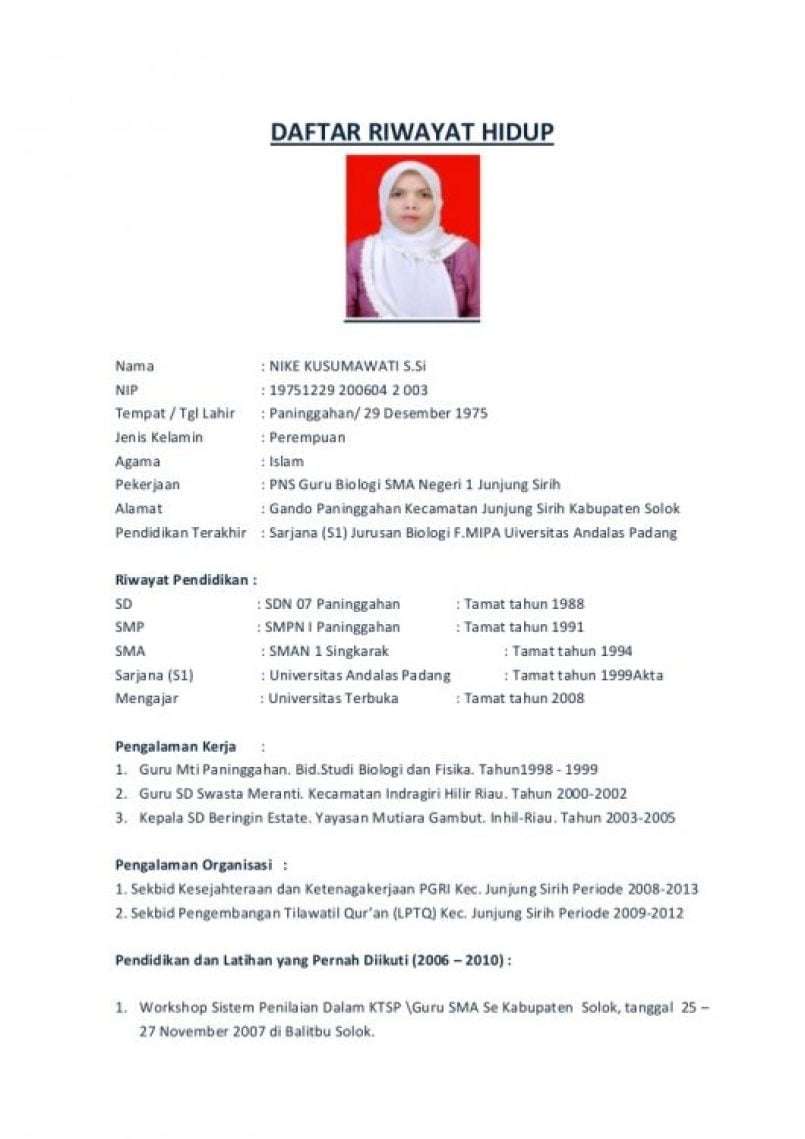 DAFTAR RIWAYAT HIDUP
Nama : NIKE KUSUMAWATI S.Si
NIP : 19751229 200604 2 003
Tempat / Tgl Lahir : Paninggahan/ 29 Desember 1975
Jenis Kelamin : Perempuan
Agama : Islam
Pekerjaan : PNS Guru Biologi SMA Negeri 1 Junjung Sirih
Alamat : Gando Paninggahan Kecamatan Junjung Sirih Kabupaten Solok
Pendidikan Terakhir : Sarjana (S1) Jurusan Biologi F.MIPA Uiversitas Andalas Padang
Riwayat Pendidikan :
SD : SDN 07 Paninggahan : Tamat tahun 1988
SMP : SMPN I Paninggahan : Tamat tahun 1991
SMA : SMAN 1 Singkarak : Tamat tahun 1994
Sarjana (S1) : Universitas Andalas Padang : Tamat tahun 1999Akta
Mengajar : Universitas Terbuka : Tamat tahun 2008
Pengalaman Kerja :
1. Guru Mti Paninggahan. Bid.Studi Biologi dan Fisika. Tahun1998 - 1999
2. Guru SD Swasta Meranti. Kecamatan Indragiri Hilir Riau. Tahun 2000-2002
3. Kepala SD Beringin Estate. Yayasan Mutiara Gambut. Inhil-Riau. Tahun 2003-2005
Pengalaman Organisasi :
1. Sekbid Kesejahteraan dan Ketenagakerjaan PGRI Kec. Junjung Sirih Periode 2008-2013
2. Sekbid Pengembangan Tilawatil Qur’an (LPTQ) Kec. Junjung Sirih Periode 2009-2012
Pendidikan dan Latihan yang Pernah Diikuti (2006 – 2010) :
1. Workshop Sistem Penilaian Dalam KTSP \Guru SMA Se Kabupaten Solok, tanggal 25 –
27 November 2007 di Balitbu Solok.